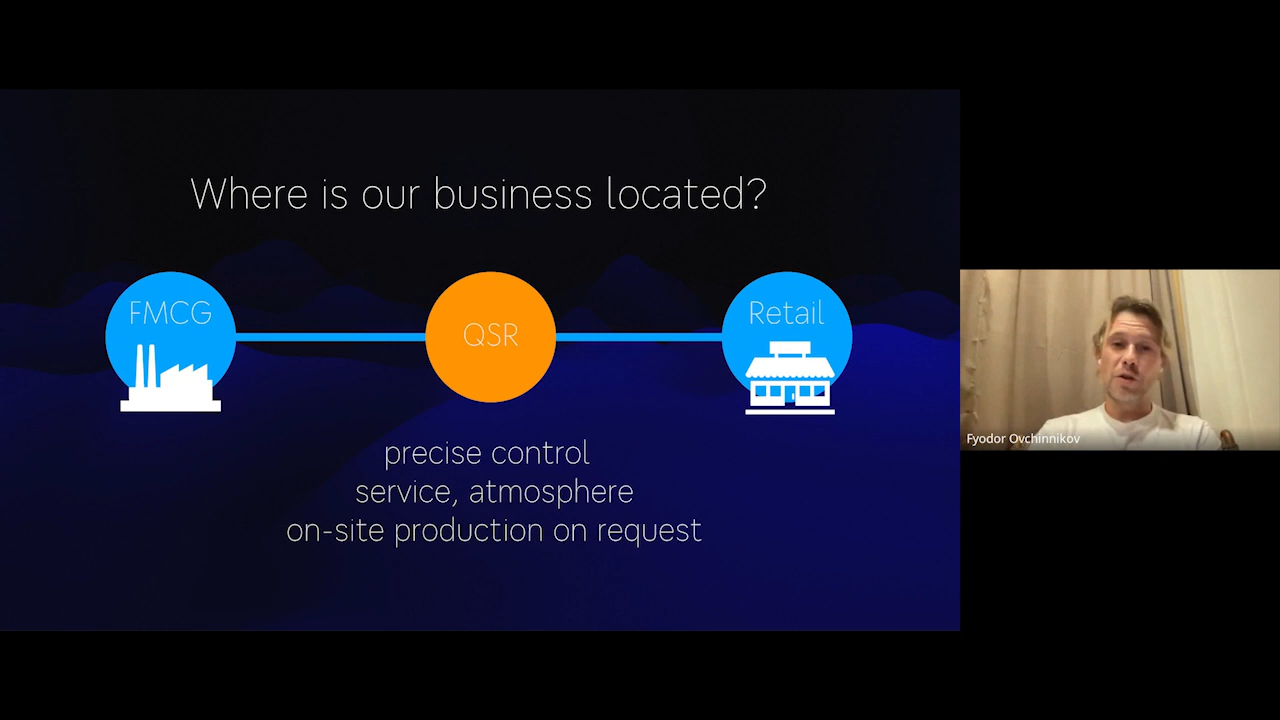 Where is our business located?
FMCG
QSR
Retail
precise control
service, atmosphere
on-site production on request
Fyodor Ovchinnikov